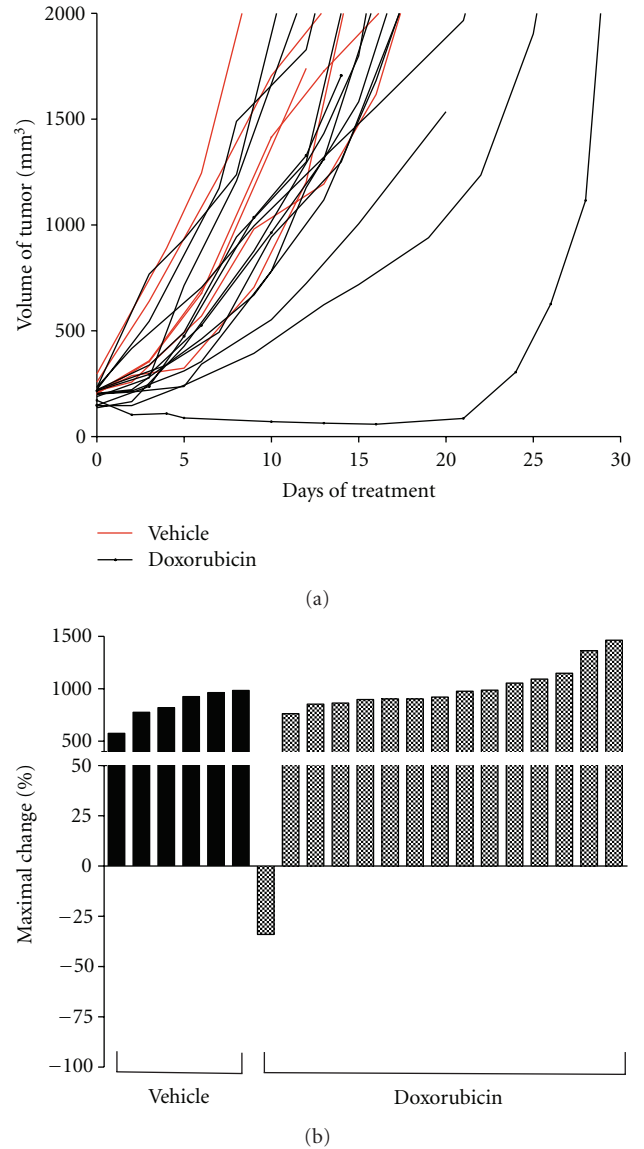 Volume of tumor (mm³)
2000
1500
1000
500
0
0 5 10 15 20 25 30
Days of treatment
Vehicle
Doxorubicin
(a)
Maximal change (%)
1500
1000
500
50
25
0
−25
−50
−75
−100
Vehicle Doxorubicin
(b)